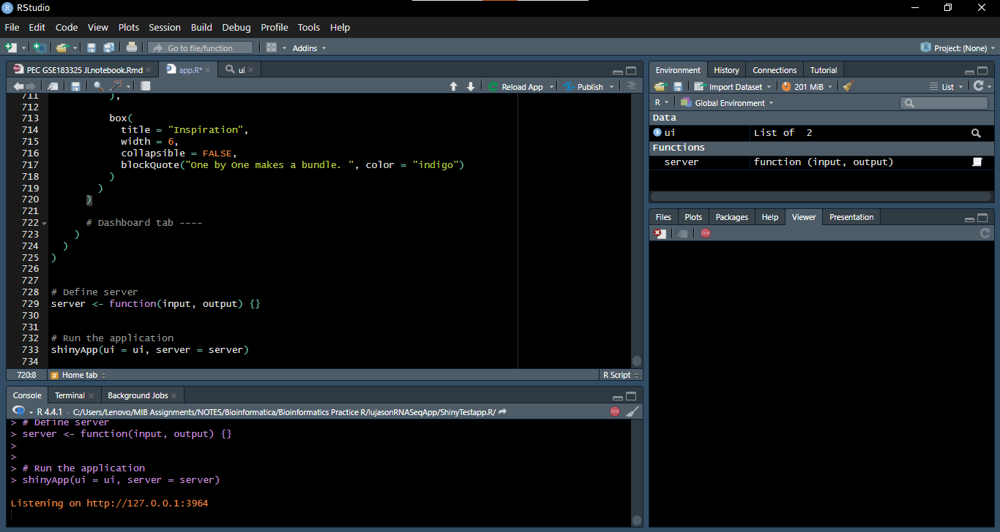 RStudio
File Edit Code View Plots Session Build Debug Profile Tools Help
Go to file/function Addins Project: (None)
PEC GSE183325 JLnotebook.Rmd app.R* ui
Reload App Publish
711 ),
712
713 box(
714 title = "Inspiration",
715 width = 6,
716 collapsible = FALSE,
717 blockQuote("One by One makes a bundle. ", color = "indigo")
718 )
719 )
720 )
721
722 # Dashboard tab ----
723 )
724 )
725 )
726
727
728 # Define server
729 server <- function(input, output) {}
730
731
732 # Run the application
733 shinyApp(ui = ui, server = server)
734
720:8 # Home tab R Script
Console Terminal Background Jobs
R 4.4.1 · C:/Users/Lenovo/MIB Assignments/NOTES/Bioinformatica/Bioinformatics Practice R/lujasonRNASeqApp/ShinyTestapp.R/
> # Define server
> server <- function(input, output) {}
>
>
> # Run the application
> shinyApp(ui = ui, server = server)
Listening on http://127.0.0.1:3964
Environment History Connections Tutorial
Import Dataset 201 MiB List
R Global Environment
Data
ui List of 2
Functions
server function (input, output)
Files Plots Packages Help Viewer Presentation
STOP